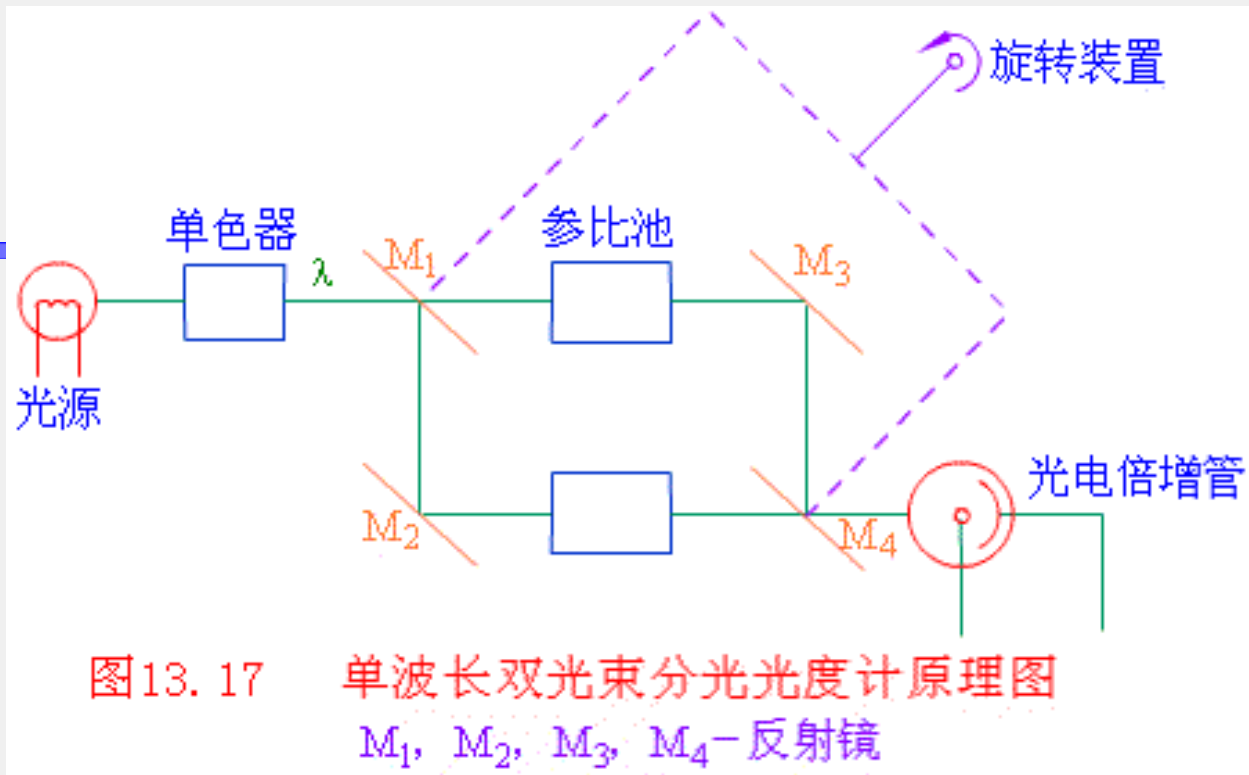 旋转装置
单色器
参比池
λ
M₁
M₃
光源
M₂
M₄
光电倍增管
图13.17 单波长双光束分光光度计原理图
M₁, M₂, M₃, M₄-反射镜